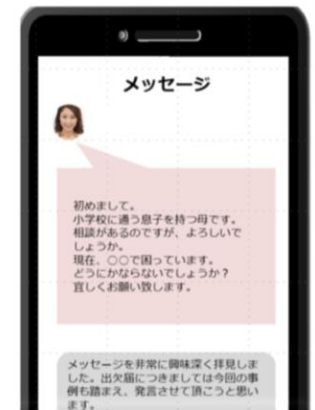 メッセージ
初めまして。
小学校に通う息子を持つ母です。
相談があるのですが、よろしいで
しょうか。
現在、〇〇で困っています。
どうにかならないでしょうか？
宜しくお願い致します。
メッセージを非常に興味深く拝見しま
した。出欠届につきましては今回の事
例も踏まえ、発言させて頂こうと思い
ます。